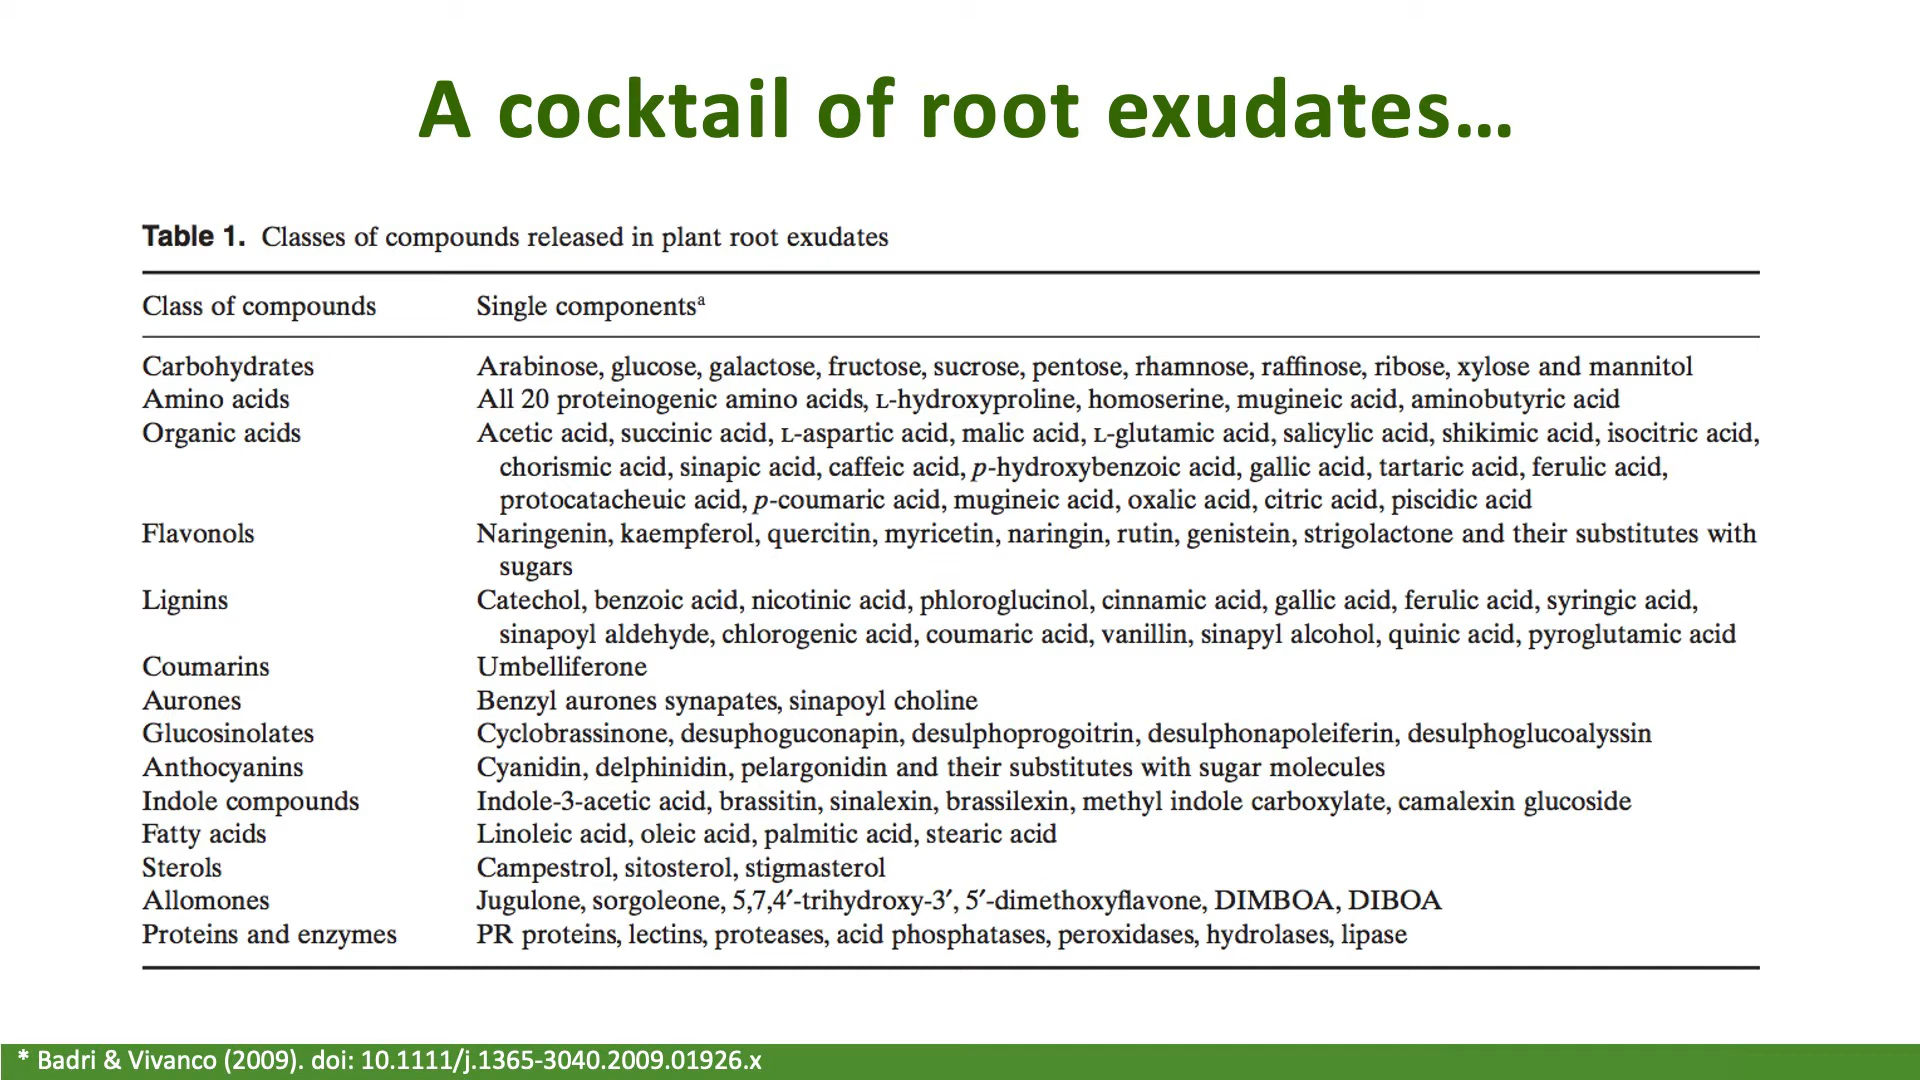 A cocktail of root exudates...
Table 1. Classes of compounds released in plant root exudates
Class of compounds Single componentsᵃ
Carbohydrates Arabinose, glucose, galactose, fructose, sucrose, pentose, rhamnose, raffinose, ribose, xylose and mannitol
Amino acids All 20 proteinogenic amino acids, L-hydroxyproline, homoserine, mugineic acid, aminobutyric acid
Organic acids Acetic acid, succinic acid, L-aspartic acid, malic acid, L-glutamic acid, salicylic acid, shikimic acid, isocitric acid,
chorismic acid, sinapic acid, caffeic acid, p-hydroxybenzoic acid, gallic acid, tartaric acid, ferulic acid,
protocatacheuic acid, p-coumaric acid, mugineic acid, oxalic acid, citric acid, piscidic acid
Flavonols Naringenin, kaempferol, quercitin, myricetin, naringin, rutin, genistein, strigolactone and their substitutes with
sugars
Lignins Catechol, benzoic acid, nicotinic acid, phloroglucinol, cinnamic acid, gallic acid, ferulic acid, syringic acid,
sinapoyl aldehyde, chlorogenic acid, coumaric acid, vanillin, sinapyl alcohol, quinic acid, pyroglutamic acid
Coumarins Umbelliferone
Aurones Benzyl aurones synapates, sinapoyl choline
Glucosinolates Cyclobrassinone, desuphoguconapin, desulphoprogoitrin, desulphonapoleiferin, desulphoglucoalyssin
Anthocyanins Cyanidin, delphinidin, pelargonidin and their substitutes with sugar molecules
Indole compounds Indole-3-acetic acid, brassitin, sinalexin, brassilexin, methyl indole carboxylate, camalexin glucoside
Fatty acids Linoleic acid, oleic acid, palmitic acid, stearic acid
Sterols Campestrol, sitosterol, stigmasterol
Allomones Jugulone, sorgoleone, 5,7,4′-trihydroxy-3′, 5′-dimethoxyflavone, DIMBOA, DIBOA
Proteins and enzymes PR proteins, lectins, proteases, acid phosphatases, peroxidases, hydrolases, lipase
* Badri & Vivanco (2009). doi: 10.1111/j.1365-3040.2009.01926.x